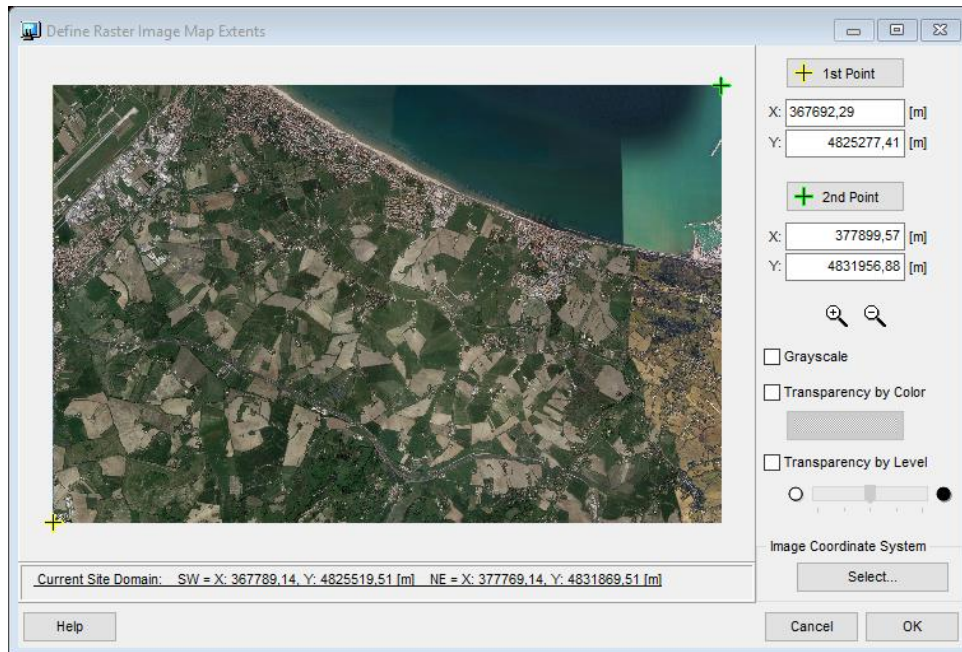 Define Raster Image Map Extents
1st Point
X: 367692,29 [m]
Y: 4825277,41 [m]
2nd Point
X: 377899,57 [m]
Y: 4831956,88 [m]
Grayscale
Transparency by Color
Transparency by Level
Image Coordinate System
Select...
Current Site Domain: SW = X: 367789,14, Y: 4825519,51 [m] NE = X: 377769,14, Y: 4831869,51 [m]
Help
Cancel
OK